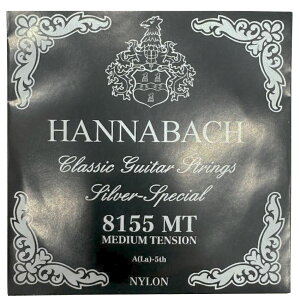 HANNABACH
Classic Guitar Strings
Silver-Special
8155 MT
MEDIUM TENSION
A(La)-5th
NYLON